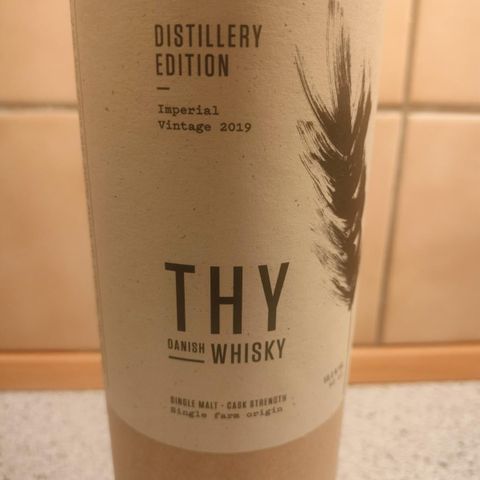 DISTILLERY
EDITION
Imperial
Vintage 2019
THY
DANISH WHISKY
SINGLE MALT - CASK STRENGTH
Single farm origin